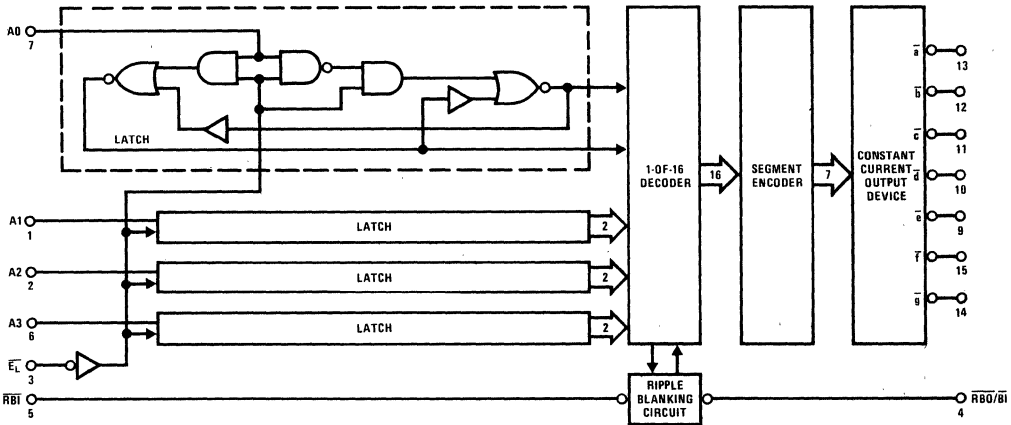 A0
7
LATCH
A1
1
LATCH
2
A2
2
LATCH
2
A3
6
LATCH
2
E̅L̅
3
R̅B̅I̅
5
1-OF-16
DECODER
16
SEGMENT
ENCODER
7
CONSTANT
CURRENT
OUTPUT
DEVICE
a̅
13
b̅
12
c̅
11
d̅
10
e̅
9
f̅
15
g̅
14
RIPPLE
BLANKING
CIRCUIT
R̅B̅O̅/B̅I̅
4